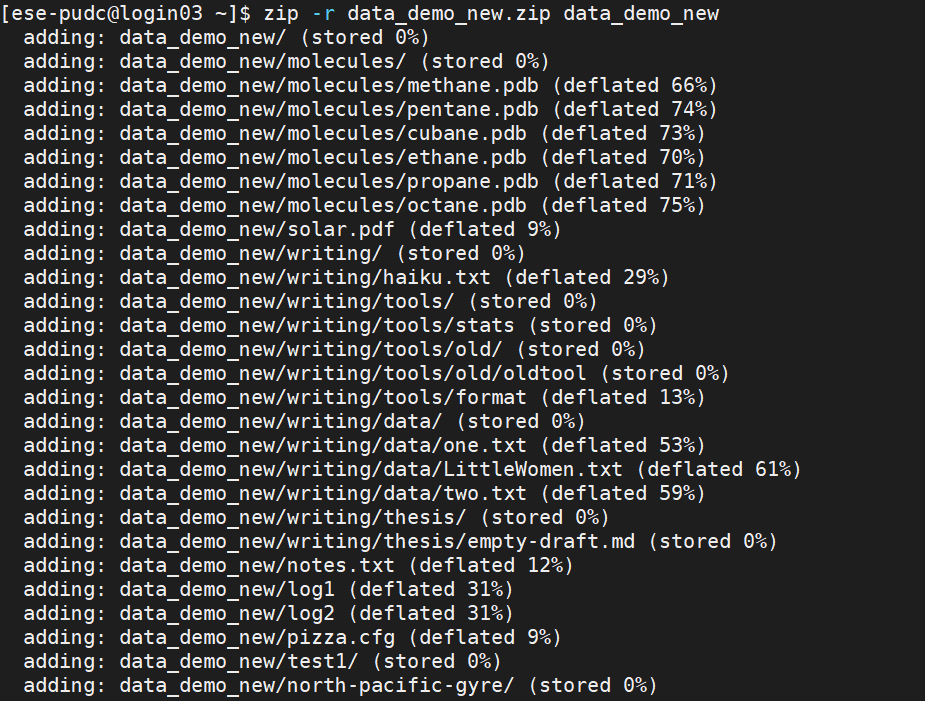 [ese-pudc@login03 ~]$ zip -r data_demo_new.zip data_demo_new
  adding: data_demo_new/ (stored 0%)
  adding: data_demo_new/molecules/ (stored 0%)
  adding: data_demo_new/molecules/methane.pdb (deflated 66%)
  adding: data_demo_new/molecules/pentane.pdb (deflated 74%)
  adding: data_demo_new/molecules/cubane.pdb (deflated 73%)
  adding: data_demo_new/molecules/ethane.pdb (deflated 70%)
  adding: data_demo_new/molecules/propane.pdb (deflated 71%)
  adding: data_demo_new/molecules/octane.pdb (deflated 75%)
  adding: data_demo_new/solar.pdf (deflated 9%)
  adding: data_demo_new/writing/ (stored 0%)
  adding: data_demo_new/writing/haiku.txt (deflated 29%)
  adding: data_demo_new/writing/tools/ (stored 0%)
  adding: data_demo_new/writing/tools/stats (stored 0%)
  adding: data_demo_new/writing/tools/old/ (stored 0%)
  adding: data_demo_new/writing/tools/old/oldtool (stored 0%)
  adding: data_demo_new/writing/tools/format (deflated 13%)
  adding: data_demo_new/writing/data/ (stored 0%)
  adding: data_demo_new/writing/data/one.txt (deflated 53%)
  adding: data_demo_new/writing/data/LittleWomen.txt (deflated 61%)
  adding: data_demo_new/writing/data/two.txt (deflated 59%)
  adding: data_demo_new/writing/thesis/ (stored 0%)
  adding: data_demo_new/writing/thesis/empty-draft.md (stored 0%)
  adding: data_demo_new/notes.txt (deflated 12%)
  adding: data_demo_new/log1 (deflated 31%)
  adding: data_demo_new/log2 (deflated 31%)
  adding: data_demo_new/pizza.cfg (deflated 9%)
  adding: data_demo_new/test1/ (stored 0%)
  adding: data_demo_new/north-pacific-gyre/ (stored 0%)